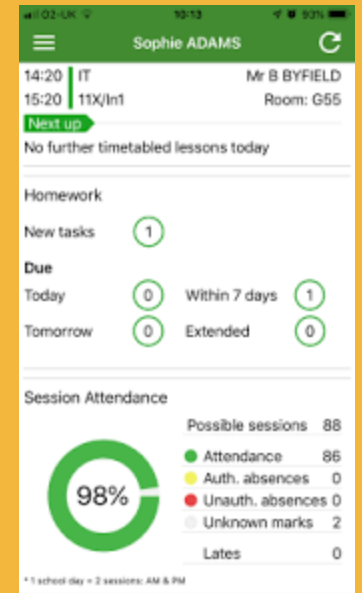 O2-UK 10:13 93%
Sophie ADAMS
14:20 IT Mr B BYFIELD
15:20 11X/In1 Room: G55
Next up
No further timetabled lessons today
Homework
New tasks 1
Due
Today 0 Within 7 days 1
Tomorrow 0 Extended 0
Session Attendance
Possible sessions 88
Attendance 86
98% Auth. absences 0
Unauth. absences 0
Unknown marks 2
Lates 0
* 1 school day = 2 sessions: AM & PM